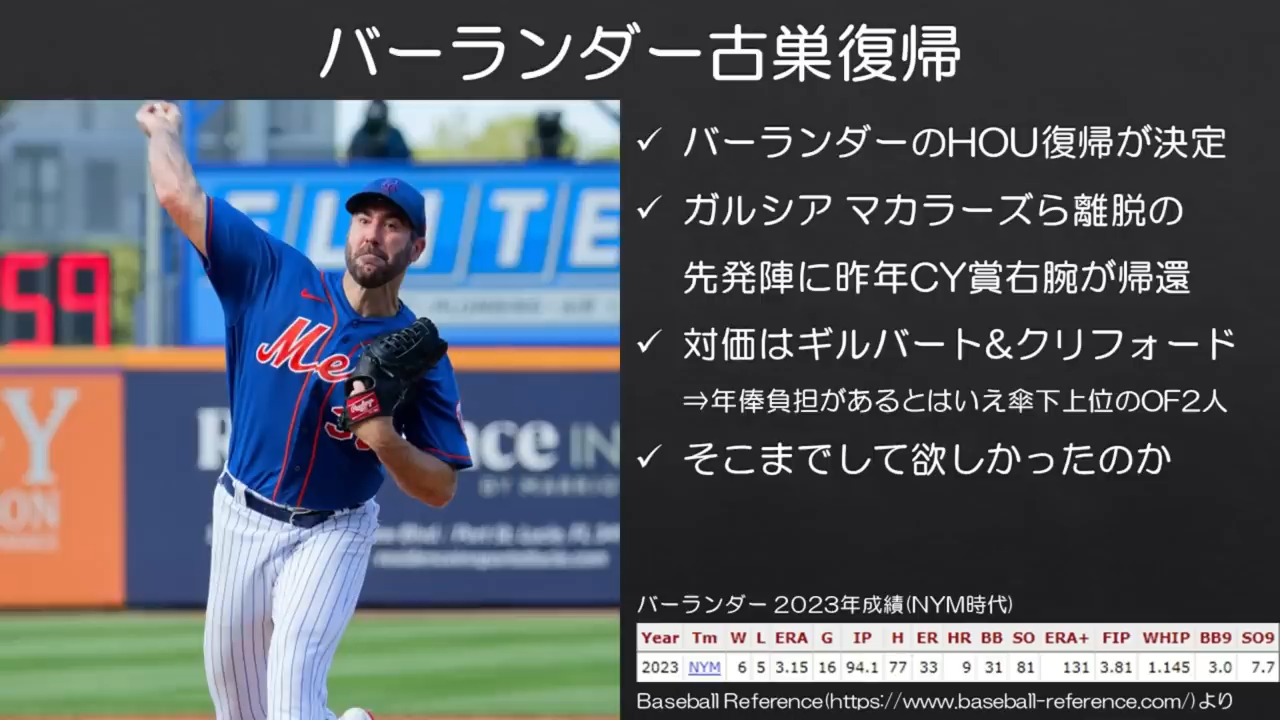 バーランダー古巣復帰
✓ バーランダーのHOU復帰が決定
✓ ガルシア マカラーズら離脱の
先発陣に昨年CY賞右腕が帰還
✓ 対価はギルバート&クリフォード
⇒年俸負担があるとはいえ傘下上位のOF2人
✓ そこまでして欲しかったのか
59
ELITE
Me
Rawlings
バーランダー 2023年成績(NYM時代)
Year Tm W L ERA G IP H ER HR BB SO ERA+ FIP WHIP BB9 SO9
2023 NYM 6 5 3.15 16 94.1 77 33 9 31 81 131 3.81 1.145 3.0 7.7
Baseball Reference(https://www.baseball-reference.com/)より